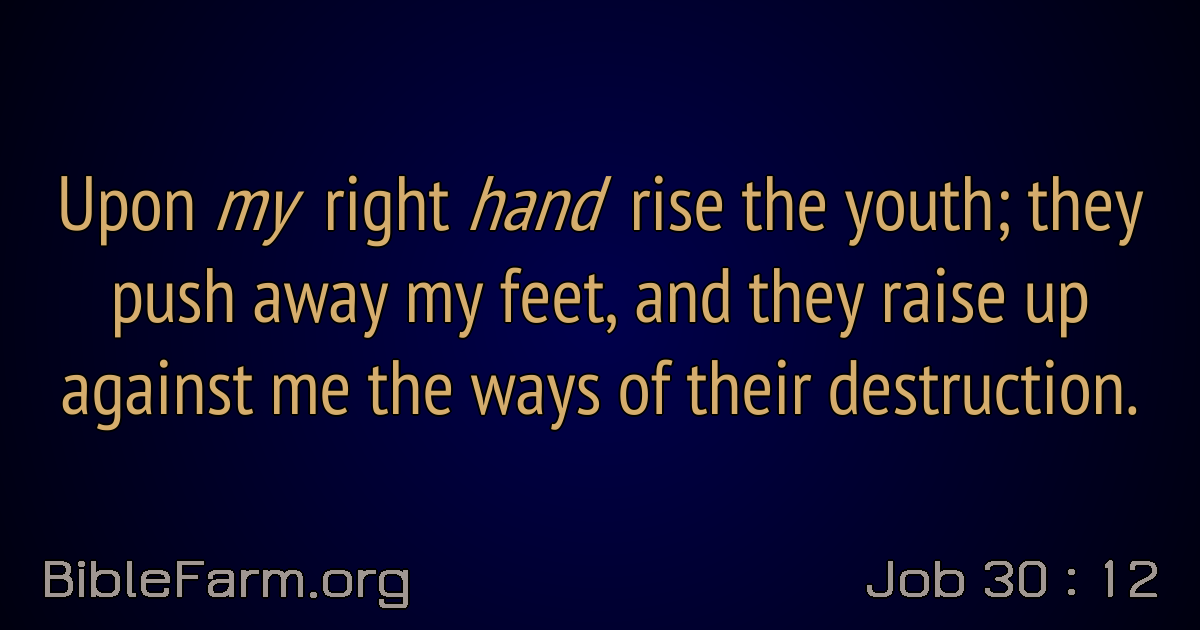 Upon my right hand rise the youth; they
push away my feet, and they raise up
against me the ways of their destruction.
BibleFarm.org
Job 30 : 12